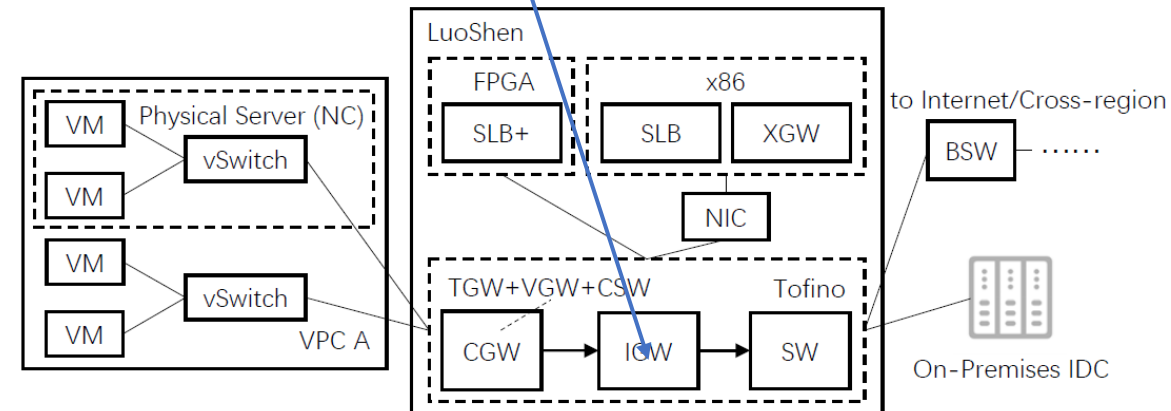 LuoShen
FPGA
x86
SLB+
SLB
XGW
NIC
Physical Server (NC)
VM
vSwitch
VM
VM
vSwitch
VM
VPC A
TGW+VGW+CSW
Tofino
CGW
IGW
SW
to Internet/Cross-region
BSW
......
On-Premises IDC